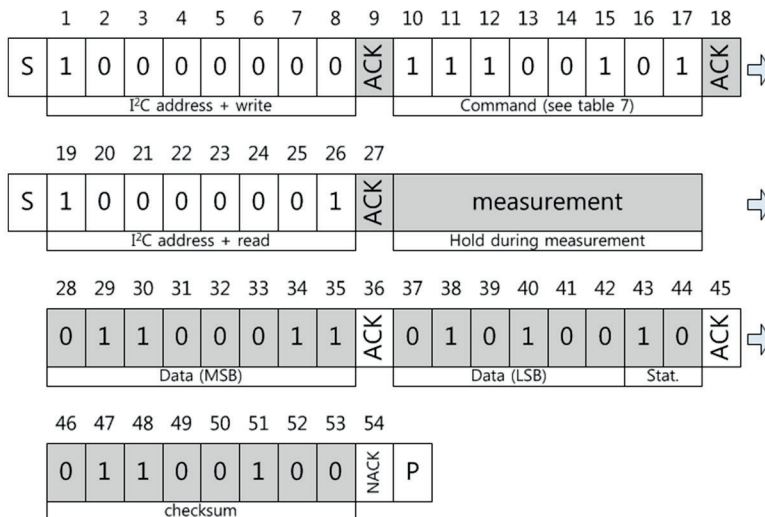 1 2 3 4 5 6 7 8 9 10 11 12 13 14 15 16 17 18
S 1 0 0 0 0 0 0 0 ACK 1 1 1 0 0 1 0 1 ACK
I²C address + write Command (see table 7)
19 20 21 22 23 24 25 26 27
S 1 0 0 0 0 0 0 1 ACK measurement
I²C address + read Hold during measurement
28 29 30 31 32 33 34 35 36 37 38 39 40 41 42 43 44 45
0 1 1 0 0 0 1 1 ACK 0 1 0 1 0 0 1 0 ACK
Data (MSB) Data (LSB) Stat.
46 47 48 49 50 51 52 53 54
0 1 1 0 0 1 0 0 NACK P
checksum